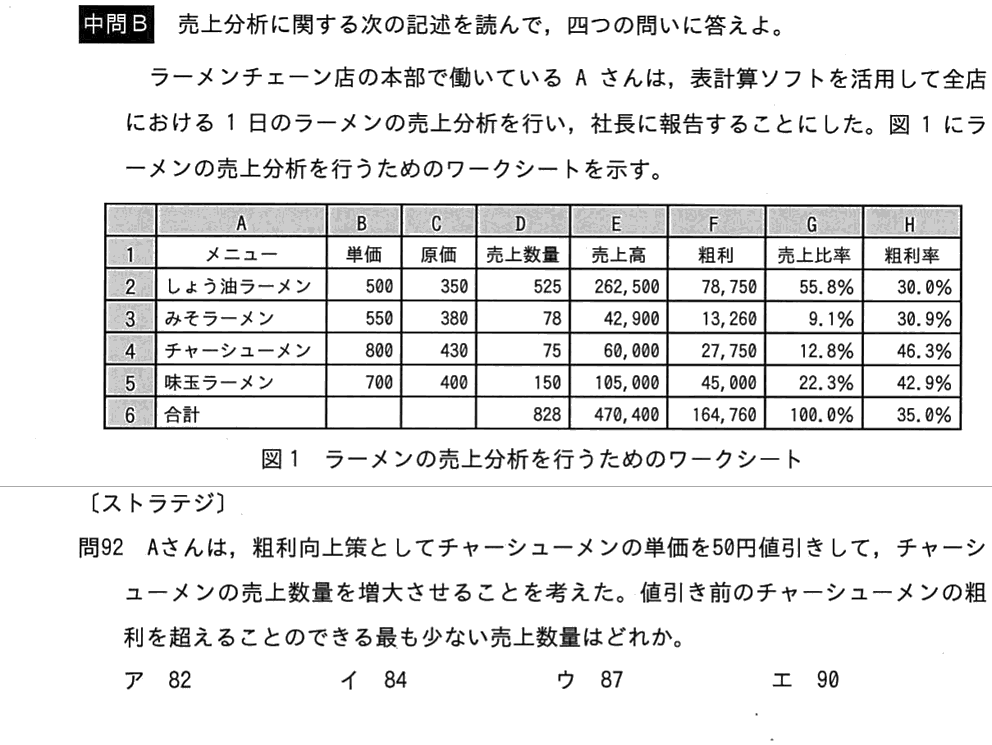 中問B 売上分析に関する次の記述を読んで，四つの問いに答えよ。
ラーメンチェーン店の本部で働いている A さんは，表計算ソフトを活用して全店
における 1 日のラーメンの売上分析を行い，社長に報告することにした。図 1 にラ
ーメンの売上分析を行うためのワークシートを示す。
A B C D E F G H
1 メニュー 単価 原価 売上数量 売上高 粗利 売上比率 粗利率
2 しょう油ラーメン 500 350 525 262,500 78,750 55.8% 30.0%
3 みそラーメン 550 380 78 42,900 13,260 9.1% 30.9%
4 チャーシューメン 800 430 75 60,000 27,750 12.8% 46.3%
5 味玉ラーメン 700 400 150 105,000 45,000 22.3% 42.9%
6 合計 828 470,400 164,760 100.0% 35.0%
図1 ラーメンの売上分析を行うためのワークシート
〔ストラテジ〕
問92 Aさんは，粗利向上策としてチャーシューメンの単価を50円値引きして，チャーシ
ューメンの売上数量を増大させることを考えた。値引き前のチャーシューメンの粗
利を超えることのできる最も少ない売上数量はどれか。
ア 82 イ 84 ウ 87 エ 90